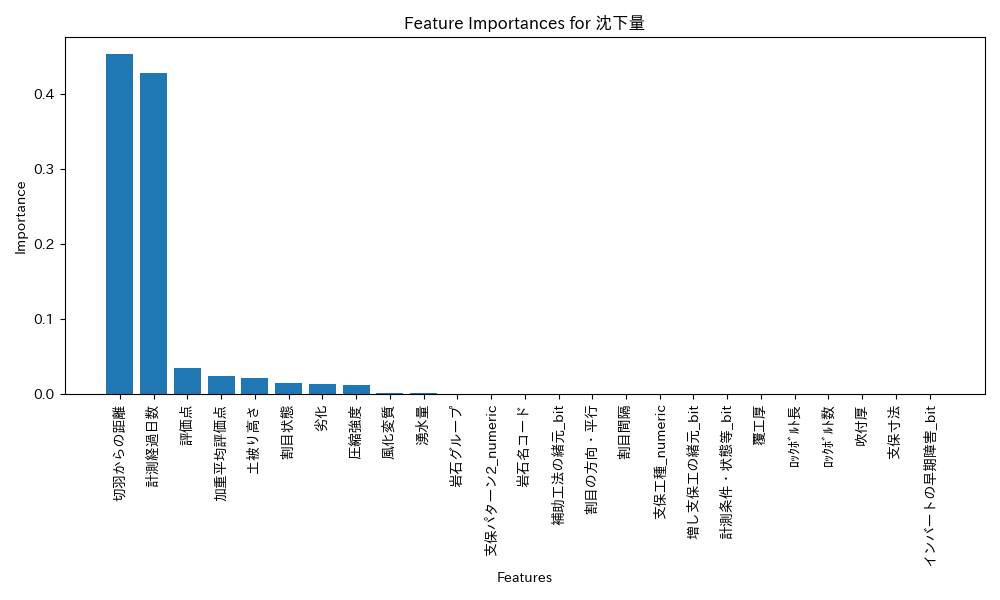 Feature Importances for 沈下量
Importance
0.4
0.3
0.2
0.1
0.0
切羽からの距離
計測経過日数
評価点
加重平均評価点
土被り高さ
割目状態
劣化
圧縮強度
風化変質
湧水量
岩石グループ
支保パターン2_numeric
岩石名コード
補助工法の緒元_bit
割目の方向・平行
割目間隔
支保工種_numeric
増し支保工の緒元_bit
計測条件・状態等_bit
覆工厚
ﾛｯｸﾎﾞﾙﾄ長
ﾛｯｸﾎﾞﾙﾄ数
吹付厚
支保寸法
インバートの早期障害_bit
Features